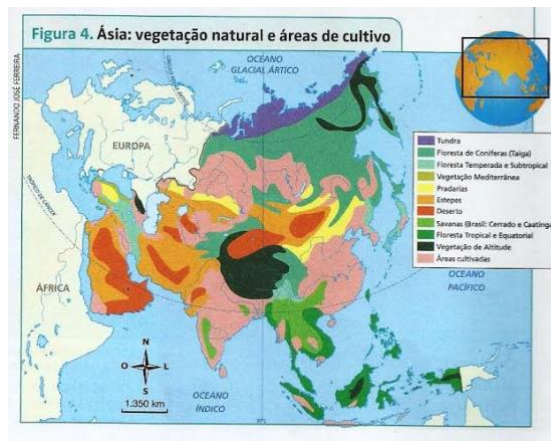 Figura 4. Ásia: vegetação natural e áreas de cultivo
FERNANDO JOSÉ FERREIRA
OCEANO
GLACIAL ÁRTICO
EUROPA
TRÓPICO DE CÂNCER
ÁFRICA
Tundra
Floresta de Coníferas (Taiga)
Floresta Temperada e Subtropical
Vegetação Mediterrânea
Pradarias
Estepes
Deserto
Savanas (Brasil: Cerrado e Caatinga
Floresta Tropical e Equatorial
Vegetação de Altitude
Áreas cultivadas
OCEANO
PACÍFICO
N
O
L
S
1.350 km
OCEANO
ÍNDICO